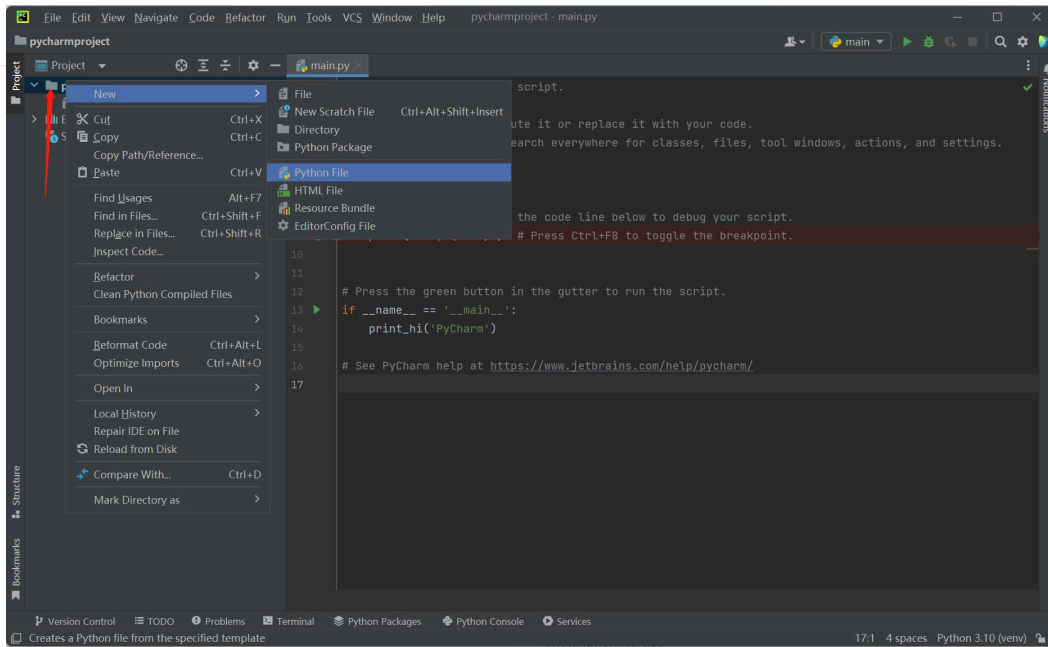 File Edit View Navigate Code Refactor Run Tools VCS Window Help pycharmproject - main.py
pycharmproject
main
Project
main.py
Project
New
Cut Ctrl+X
Copy Ctrl+C
Copy Path/Reference...
Paste Ctrl+V
Find Usages Alt+F7
Find in Files... Ctrl+Shift+F
Replace in Files... Ctrl+Shift+R
Inspect Code...
Refactor
Clean Python Compiled Files
Bookmarks
Reformat Code Ctrl+Alt+L
Optimize Imports Ctrl+Alt+O
Open In
Local History
Repair IDE on File
Reload from Disk
Compare With... Ctrl+D
Mark Directory as
File
New Scratch File Ctrl+Alt+Shift+Insert
Directory
Python Package
Python File
HTML File
Resource Bundle
EditorConfig File
script.
ute it or replace it with your code.
earch everywhere for classes, files, tool windows, actions, and settings.
the code line below to debug your script.
# Press Ctrl+F8 to toggle the breakpoint.
10
11
12 # Press the green button in the gutter to run the script.
13 if __name__ == '__main__':
14 print_hi('PyCharm')
15
16 # See PyCharm help at https://www.jetbrains.com/help/pycharm/
17
Notifications
Structure
Bookmarks
Version Control TODO Problems Terminal Python Packages Python Console Services
Creates a Python file from the specified template 17:1 4 spaces Python 3.10 (venv)